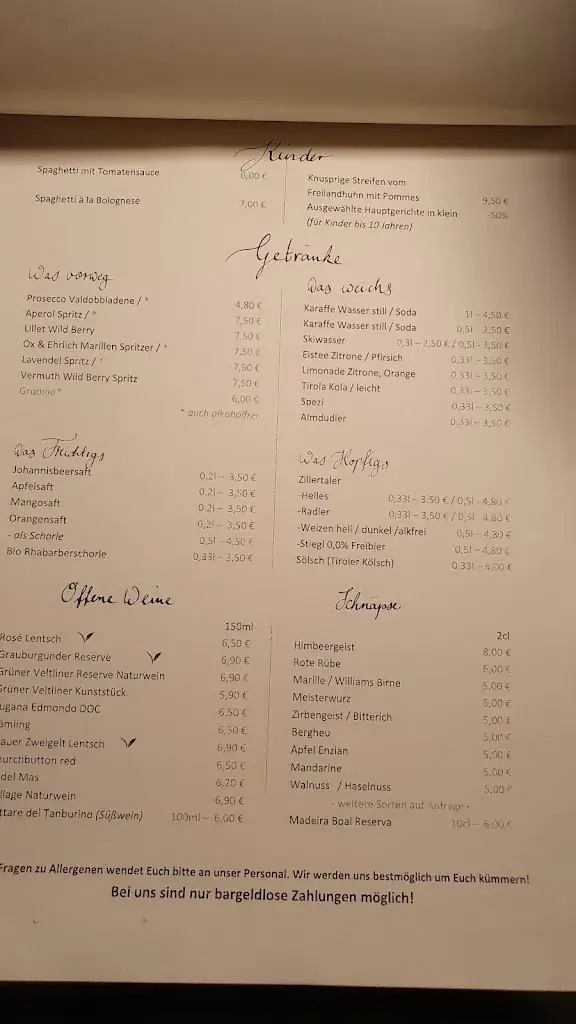 Kinder
Spaghetti mit Tomatensauce 6,00 €
Spaghetti à la Bolognese 7,00 €
Knusprige Streifen vom
Freilandhuhn mit Pommes 9,50 €
Ausgewählte Hauptgerichte in klein 50%
(für Kinder bis 10 Jahren)
Getränke
Was vorweg
Prosecco Valdobbiadene / * 4,80 €
Aperol Spritz / * 7,50 €
Lillet Wild Berry 7,50 €
Ox & Ehrlich Marillen Spritzer / * 7,50 €
Lavendel Spritz / * 7,50 €
Vermuth Wild Berry Spritz 7,50 €
Gradino* 6,00 €
* auch alkoholfrei
Was weichs
Karaffe Wasser still / Soda 1l – 4,50 €
Karaffe Wasser still / Soda 0,5l 2,50 €
Skiwasser 0,3l – 2,50 € / 0,5l - 3,50 €
Eistee Zitrone / Pfirsich 0,33l – 3,50 €
Limonade Zitrone, Orange 0,33l – 3,50 €
Tirola Kola / leicht 0,33l – 3,50 €
Spezi 0,33l – 3,50 €
Almdudler 0,33l – 3,50 €
Was Fruchtigs
Johannisbeersaft 0,2l – 3,50 €
Apfelsaft 0,2l – 3,50 €
Mangosaft 0,2l – 3,50 €
Orangensaft 0,2l – 3,50 €
- als Schorle 0,5l – 4,50 €
Bio Rhabarberschorle 0,33l – 3,50 €
Was Hopfigs
Zillertaler
-Helles 0,33l – 3,50 € / 0,5l - 4,80 €
-Radler 0,33l – 3,50 € / 0,5l 4,80 €
-Weizen hell / dunkel /alkfrei 0,5l – 4,80 €
-Stiegl 0,0% Freibier 0,5l – 4,80 €
Sölsch (Tiroler Kölsch) 0,33l – 4,00 €
Offene Weine
150ml
Rosé Lentsch 6,50 €
Grauburgunder Reserve 6,90 €
Grüner Veltliner Reserve Naturwein 6,90 €
Grüner Veltliner Kunststück 5,90 €
ugana Edmondo DOC 6,50 €
ämling 6,50 €
auer Zweigelt Lentsch 6,90 €
urchbutton red 6,50 €
del Mas 6,20 €
llage Naturwein 6,90 €
ttare del Tanburino (Süßwein) 100ml – 6,00 €
Schnäpse
2cl
Himbeergeist 8,00 €
Rote Rübe 6,00 €
Marille / Williams Birne 5,00 €
Meisterwurz 5,00 €
Zirbengeist / Bitterich 5,00 €
Bergheu 5,00 €
Apfel Enzian 5,00 €
Mandarine 5,00 €
Walnuss / Haselnuss 5,00 €
- weitere Sorten auf Anfrage -
Madeira Boal Reserva 10cl – 6,00 €
Fragen zu Allergenen wendet Euch bitte an unser Personal. Wir werden uns bestmöglich um Euch kümmern!
Bei uns sind nur bargeldlose Zahlungen möglich!